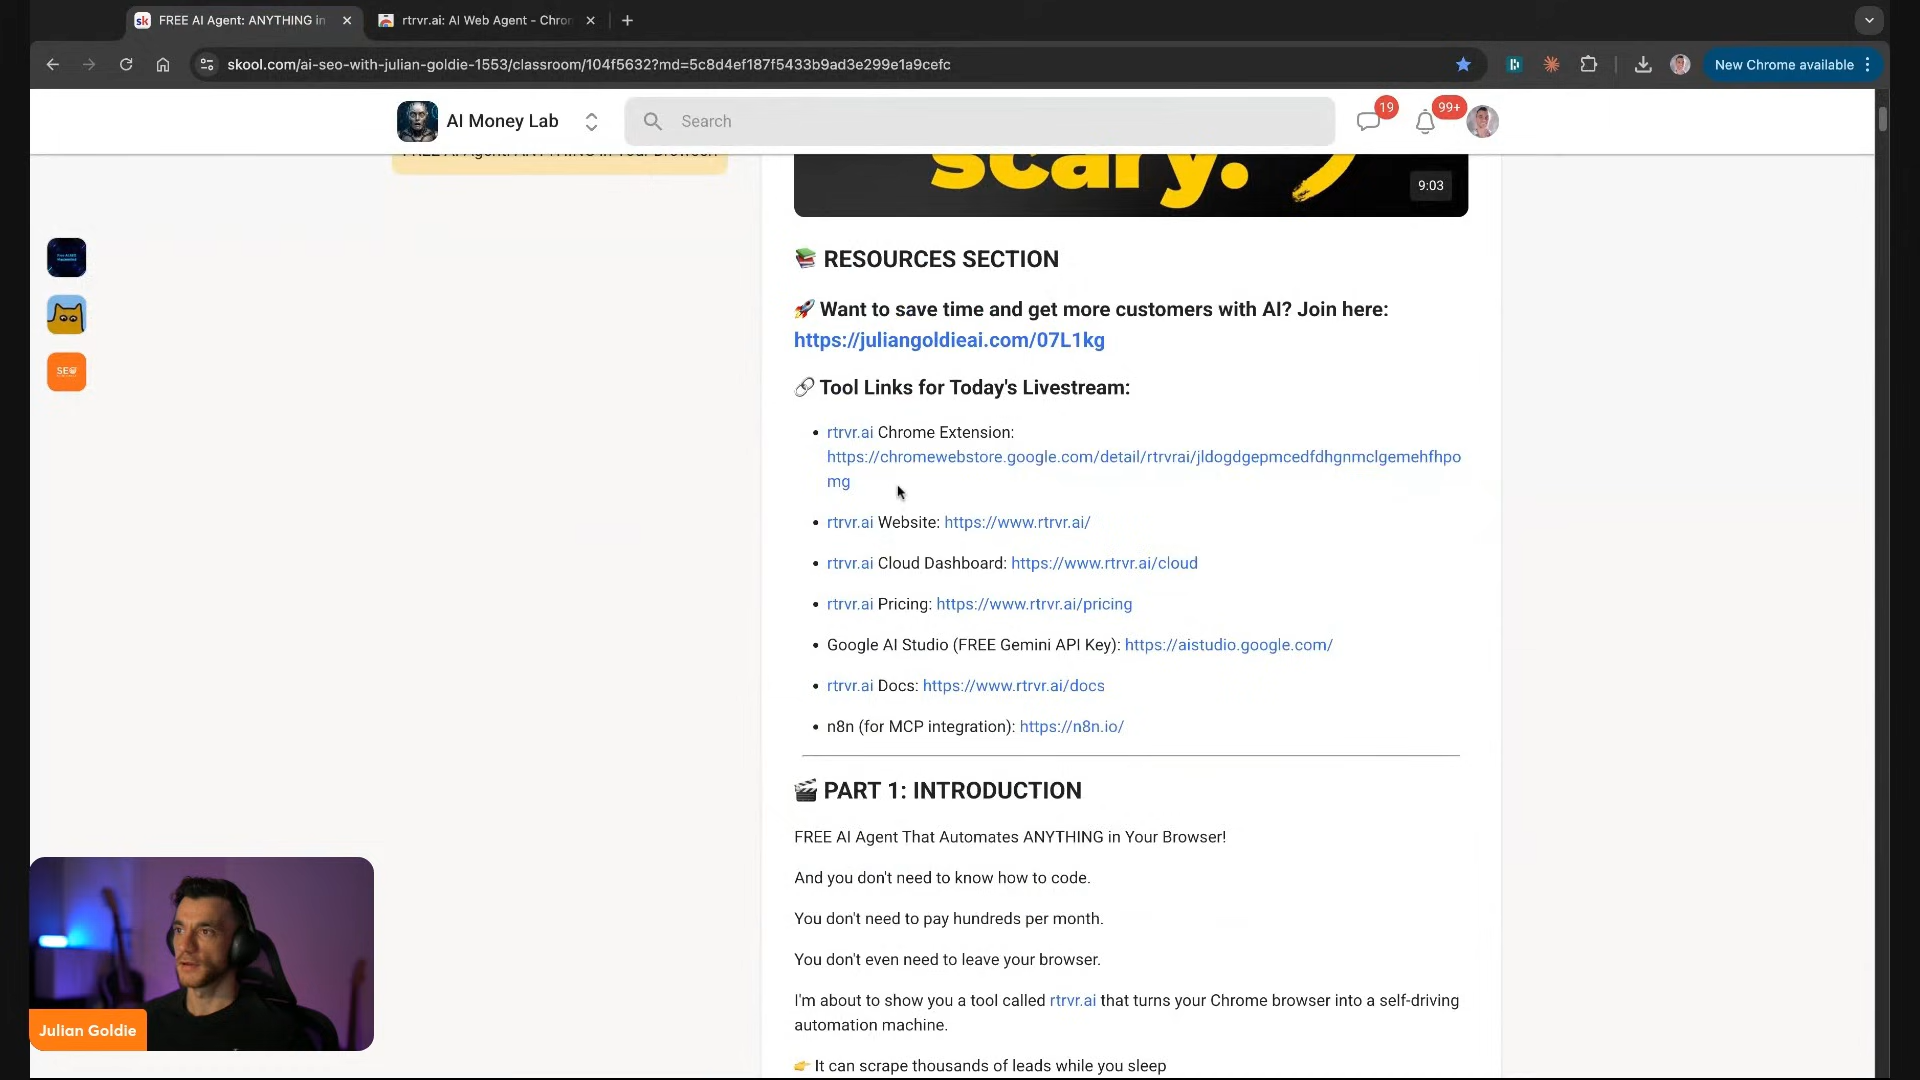 FREE AI Agent: ANYTHING in
rtrvr.ai: AI Web Agent - Chro
skool.com/ai-seo-with-julian-goldie-1553/classroom/104f5632?md=5c8d4ef187f5433b9ad3e299e1a9cefc
New Chrome available
AI Money Lab
Search
19
99+
FREE AI Agent: ANYTHING in Your Browser!
scary.
9:03
📚 RESOURCES SECTION
🚀 Want to save time and get more customers with AI? Join here:
https://juliangoldieai.com/07L1kg
🔗 Tool Links for Today's Livestream:
• rtrvr.ai Chrome Extension:
https://chromewebstore.google.com/detail/rtrvrai/jldogdgepmcedfdhgnmclgemehfhpo
mg
• rtrvr.ai Website: https://www.rtrvr.ai/
• rtrvr.ai Cloud Dashboard: https://www.rtrvr.ai/cloud
• rtrvr.ai Pricing: https://www.rtrvr.ai/pricing
• Google AI Studio (FREE Gemini API Key): https://aistudio.google.com/
• rtrvr.ai Docs: https://www.rtrvr.ai/docs
• n8n (for MCP integration): https://n8n.io/
🎬 PART 1: INTRODUCTION
FREE AI Agent That Automates ANYTHING in Your Browser!
And you don't need to know how to code.
You don't need to pay hundreds per month.
You don't even need to leave your browser.
I'm about to show you a tool called rtrvr.ai that turns your Chrome browser into a self-driving
automation machine.
👉 It can scrape thousands of leads while you sleep
SEO
Julian Goldie